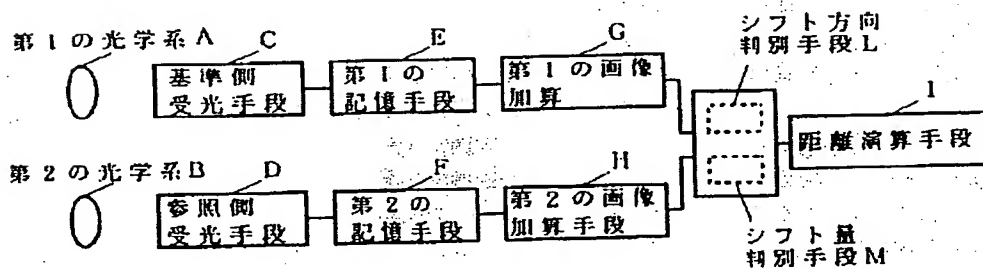 第1の光学系A
C
E
G
シフト方向
判別手段L
基準側
受光手段
第1の
記憶手段
第1の画像
加算
I
距離演算手段
第2の光学系B
D
F
H
参照側
受光手段
第2の
記憶手段
第2の画像
加算手段
シフト量
判別手段M